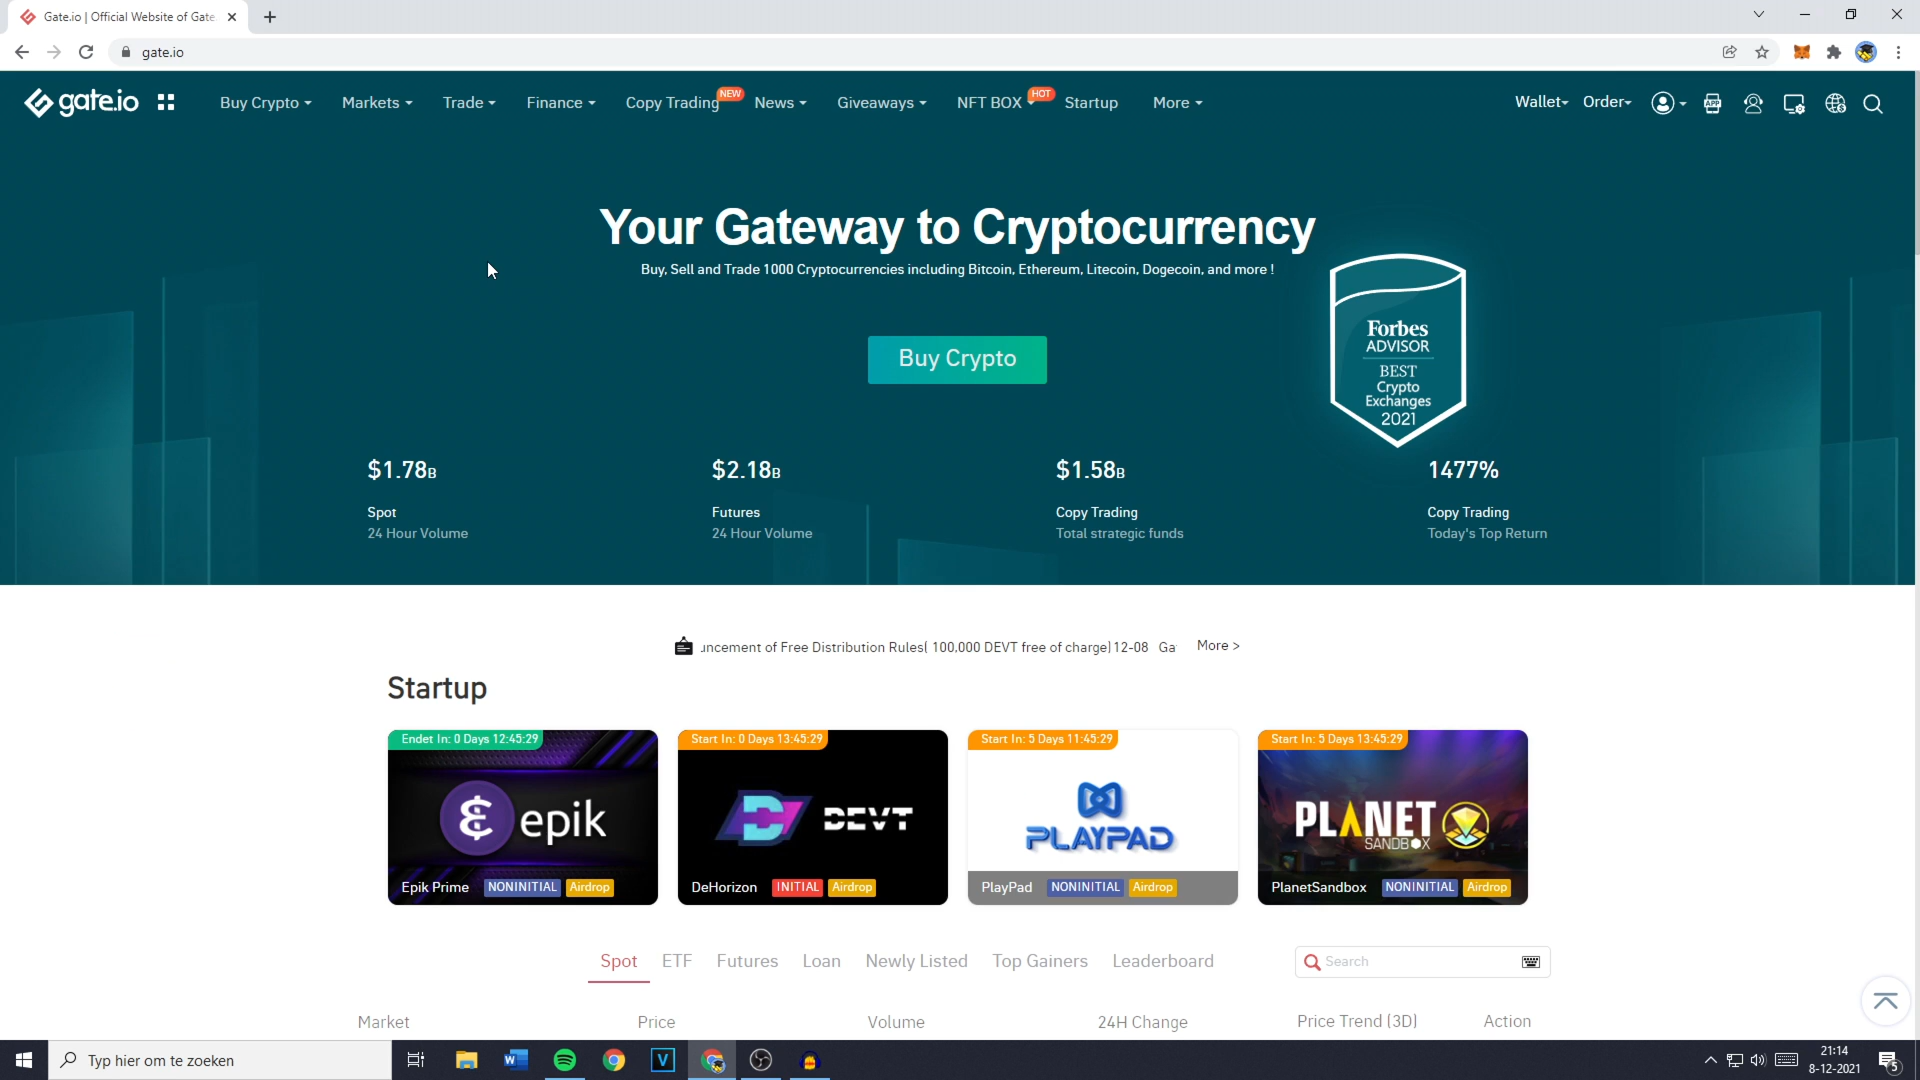 Gate.io | Official Website of Gate.
gate.io
gate.io
Buy Crypto
Markets
Trade
Finance
Copy Trading
NEW
News
Giveaways
NFT BOX
HOT
Startup
More
Wallet
Order
APP
Your Gateway to Cryptocurrency
Buy, Sell and Trade 1000 Cryptocurrencies including Bitcoin, Ethereum, Litecoin, Dogecoin, and more !
Buy Crypto
Forbes
ADVISOR
BEST
Crypto
Exchanges
2021
$1.78B
$2.18B
$1.58B
1477%
Spot
Futures
Copy Trading
Copy Trading
24 Hour Volume
24 Hour Volume
Total strategic funds
Today's Top Return
uncement of Free Distribution Rules( 100,000 DEVT free of charge) 12-08 Ga
More >
Startup
Endet In: 0 Days 12:45:29
Start In: 0 Days 13:45:29
Start In: 5 Days 11:45:29
Start In: 5 Days 13:45:29
epik
DEVT
PLAYPAD
PLANET
SANDBOX
Epik Prime NONINITIAL Airdrop
DeHorizon INITIAL Airdrop
PlayPad NONINITIAL Airdrop
PlanetSandbox NONINITIAL Airdrop
Spot ETF Futures Loan Newly Listed Top Gainers Leaderboard
Search
Market Price Volume 24H Change Price Trend (3D) Action
Typ hier om te zoeken
21:14
8-12-2021
5